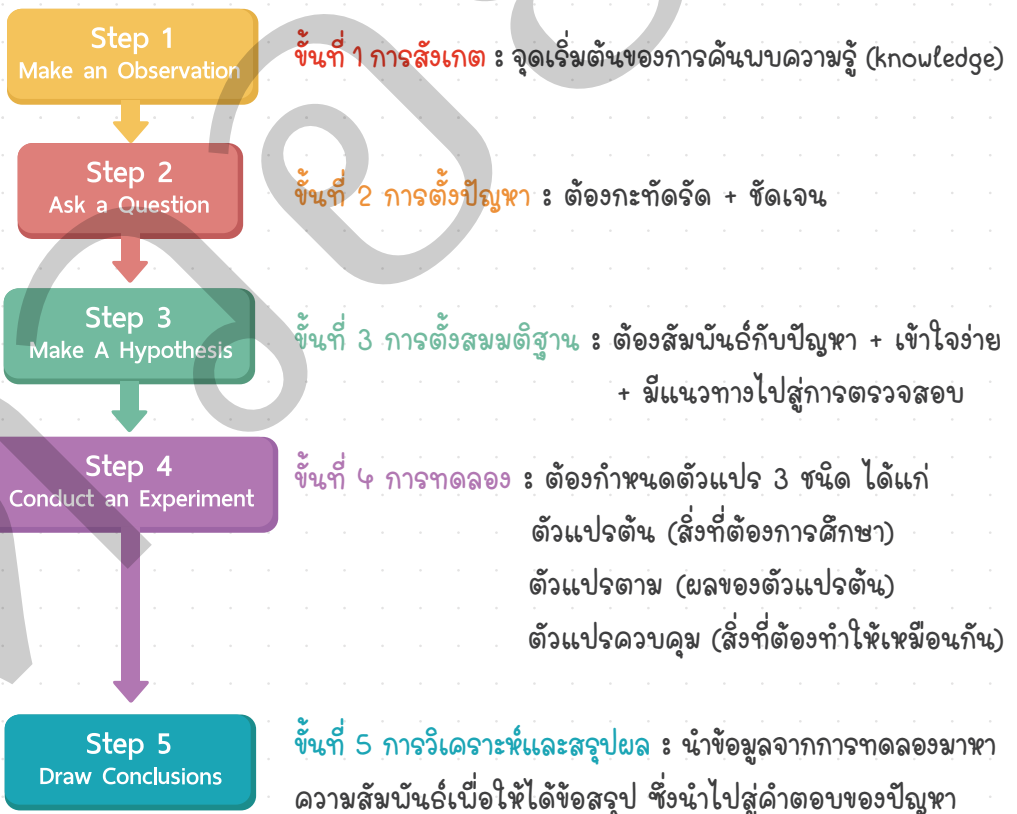 Step 1
Make an Observation
ขั้นที่ 1 การสังเกต : จุดเริ่มต้นของการค้นพบความรู้ (knowledge)
Step 2
Ask a Question
ขั้นที่ 2 การตั้งปัญหา : ต้องกะทัดรัด + ชัดเจน
Step 3
Make A Hypothesis
ขั้นที่ 3 การตั้งสมมติฐาน : ต้องสัมพันธ์กับปัญหา + เข้าใจง่าย
+ มีแนวทางไปสู่การตรวจสอบ
Step 4
Conduct an Experiment
ขั้นที่ 4 การทดลอง : ต้องกำหนดตัวแปร 3 ชนิด ได้แก่
ตัวแปรต้น (สิ่งที่ต้องการศึกษา)
ตัวแปรตาม (ผลของตัวแปรต้น)
ตัวแปรควบคุม (สิ่งที่ต้องทำให้เหมือนกัน)
Step 5
Draw Conclusions
ขั้นที่ 5 การวิเคราะห์และสรุปผล : นำข้อมูลจากการทดลองมาหา
ความสัมพันธ์เพื่อให้ได้ข้อสรุป ซึ่งนำไปสู่คำตอบของปัญหา